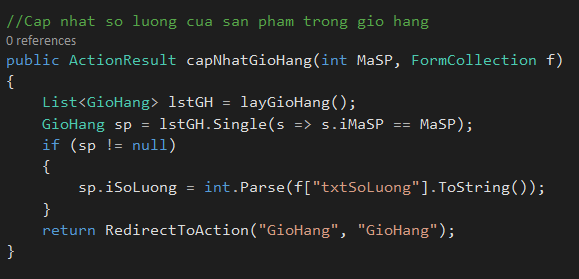 //Cap nhat so luong cua san pham trong gio hang
0 references
public ActionResult capNhatGioHang(int MaSP, FormCollection f)
{
    List<GioHang> lstGH = layGioHang();
    GioHang sp = lstGH.Single(s => s.iMaSP == MaSP);
    if (sp != null)
    {
        sp.iSoLuong = int.Parse(f["txtSoLuong"].ToString());
    }
    return RedirectToAction("GioHang", "GioHang");
}